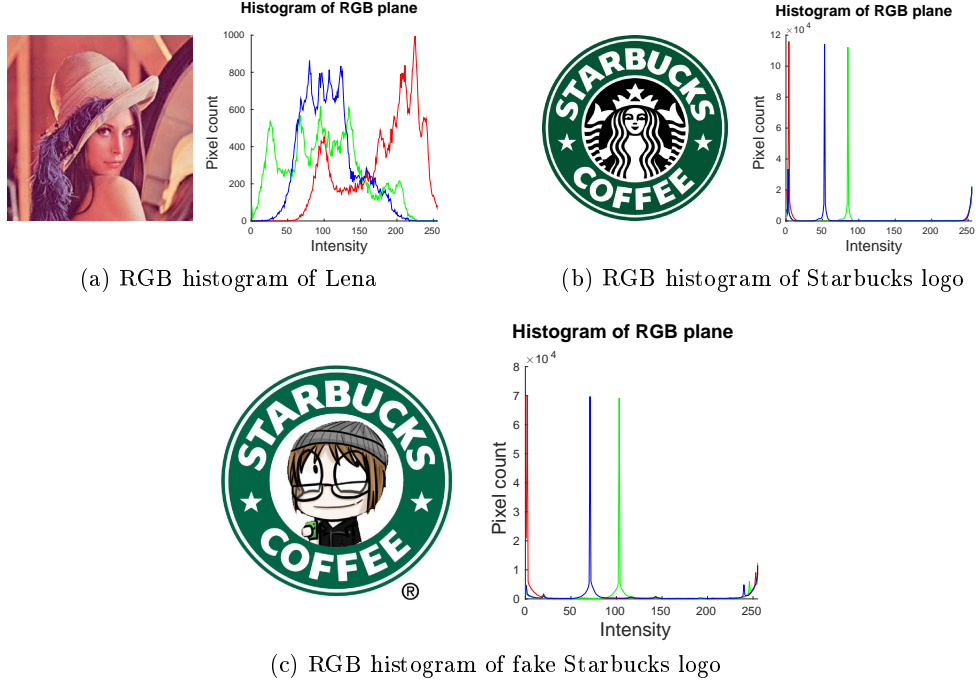 Histogram of RGB plane
1000
800
600
400
200
0
Pixel count
0 50 100 150 200 250
Intensity
(a) RGB histogram of Lena
STARBUCKS
COFFEE
Histogram of RGB plane
×10⁴
12
10
8
6
4
2
0
Pixel count
0 50 100 150 200 250
Intensity
(b) RGB histogram of Starbucks logo
STARBUCKS
COFFEE
®
Histogram of RGB plane
×10⁴
8
7
6
5
4
3
2
1
0
Pixel count
0 50 100 150 200 250
Intensity
(c) RGB histogram of fake Starbucks logo